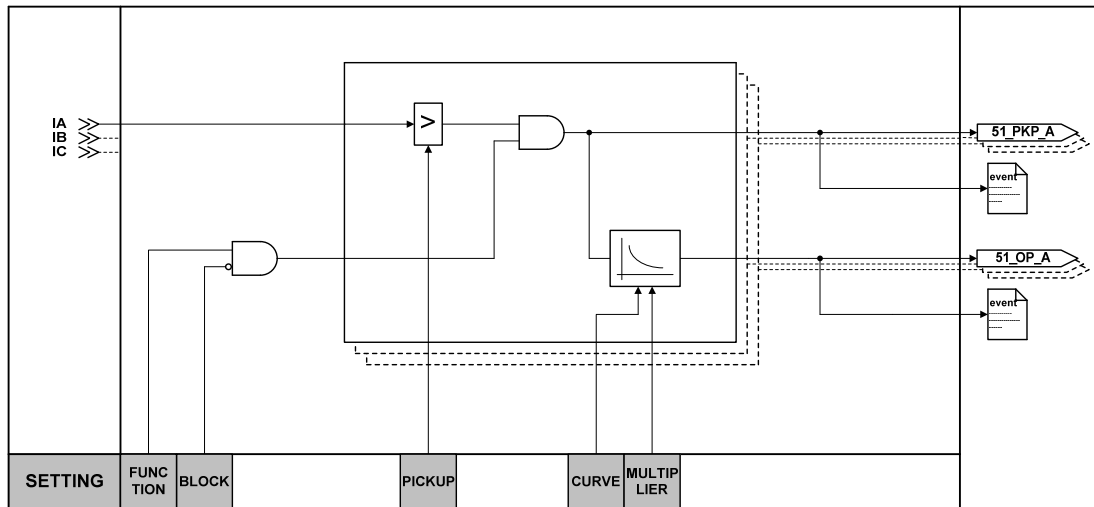 IA
IB
IC
>
51_PKP_A
event
51_OP_A
event
SETTING
FUNC
TION
BLOCK
PICKUP
CURVE
MULTIP
LIER